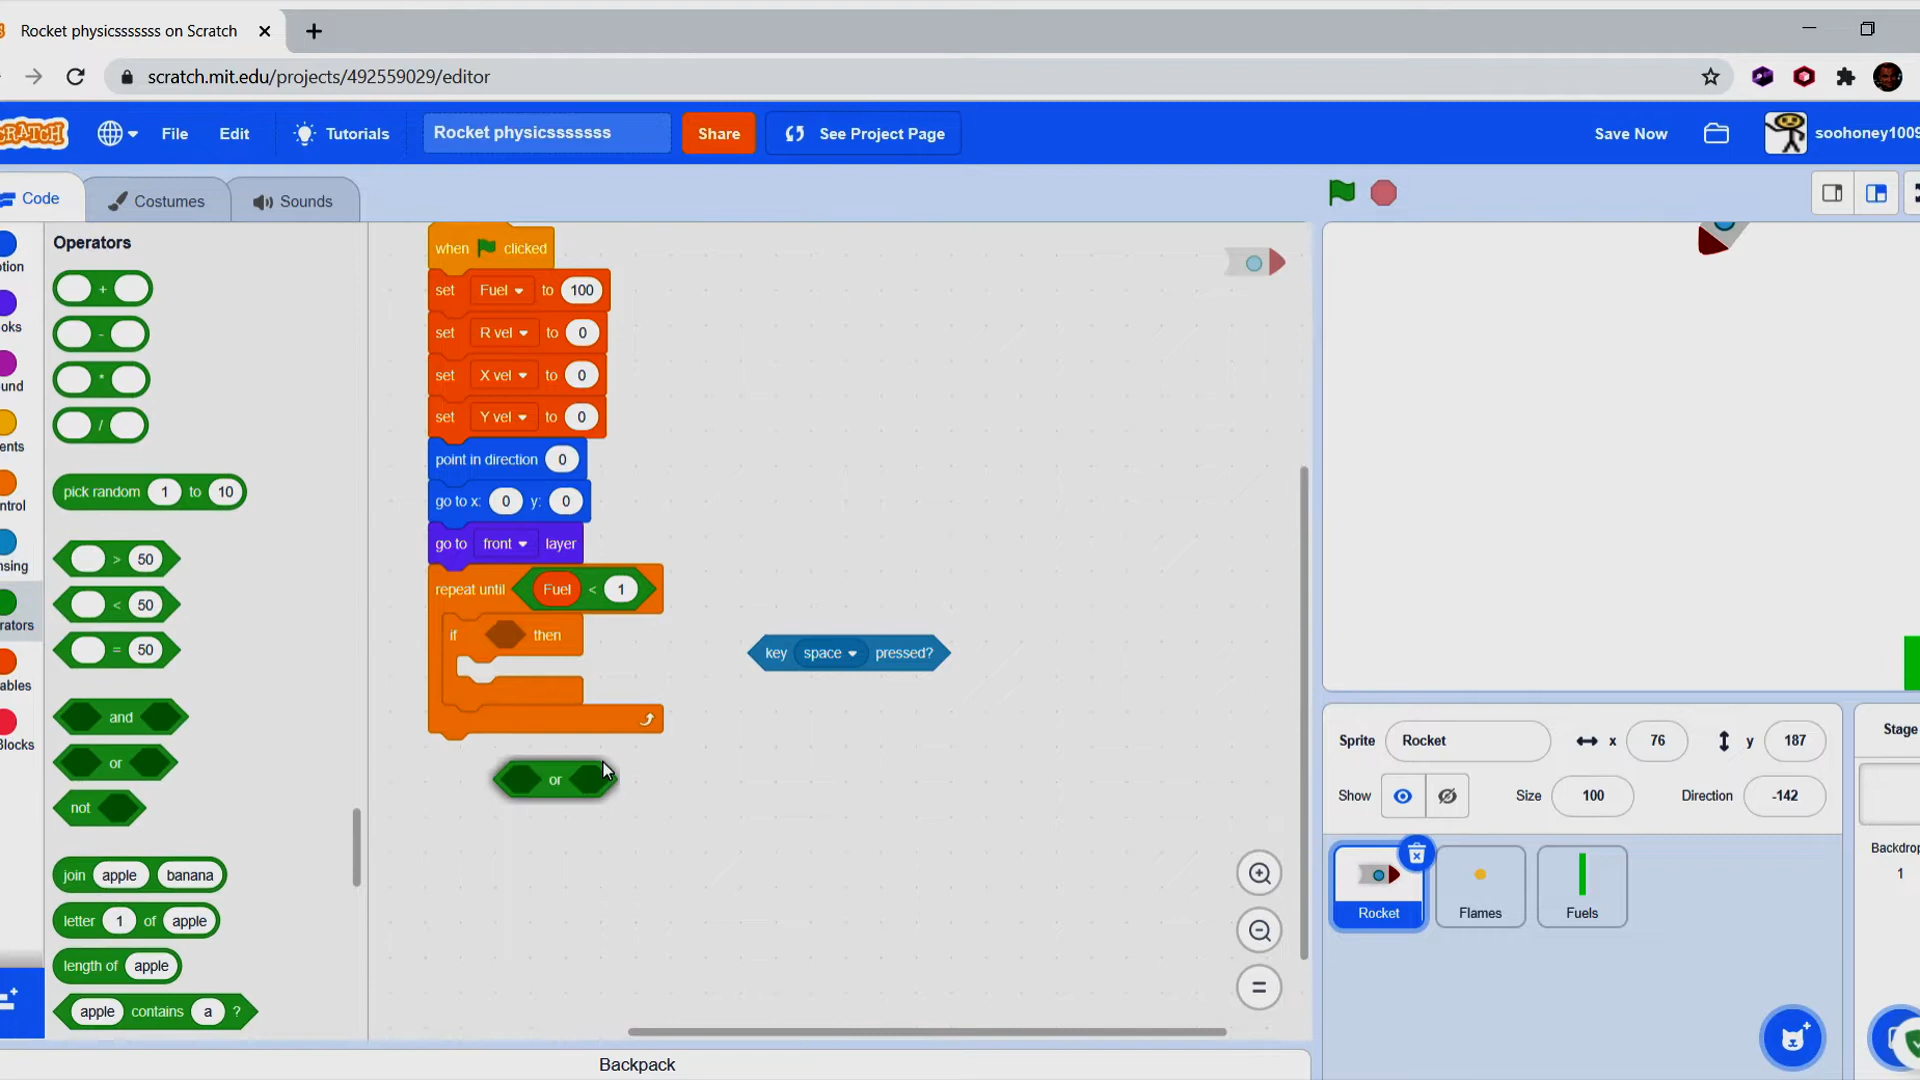 Rocket physicsssssss on Scratch
scratch.mit.edu/projects/492559029/editor
CRATCH
File
Edit
Tutorials
Rocket physicsssssss
Share
See Project Page
Save Now
soohoney1009
Code
Costumes
Sounds
otion
oks
ound
ents
ntrol
nsing
rators
ables
Blocks
Operators
+
-
*
/
pick random 1 to 10
> 50
< 50
= 50
and
or
not
join apple banana
letter 1 of apple
length of apple
apple contains a ?
when clicked
set Fuel to 100
set R vel to 0
set X vel to 0
set Y vel to 0
point in direction 0
go to x: 0 y: 0
go to front layer
repeat until Fuel < 1
if then
key space pressed?
or
=
Backpack
Sprite Rocket x 76 y 187
Show Size 100 Direction -142
Rocket
Flames
Fuels
Stage
Backdrop
1